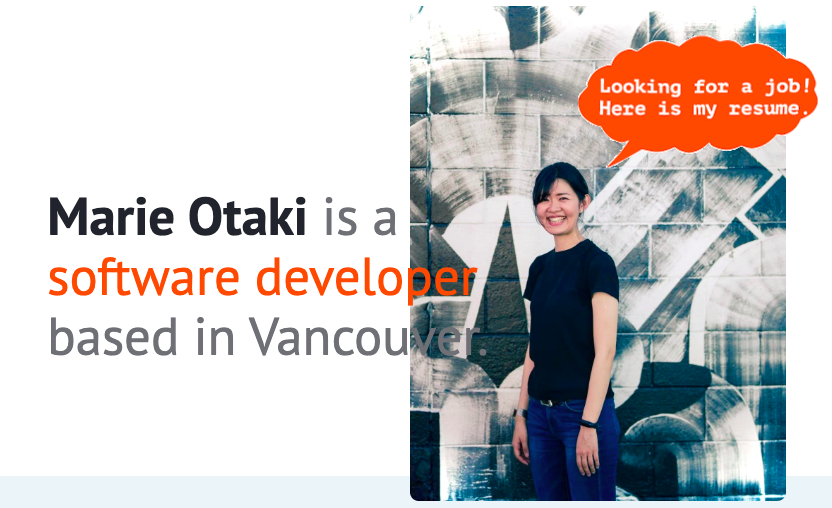 Looking for a job!
Here is my resume.
Marie Otaki is a
software developer
based in Vancouver.